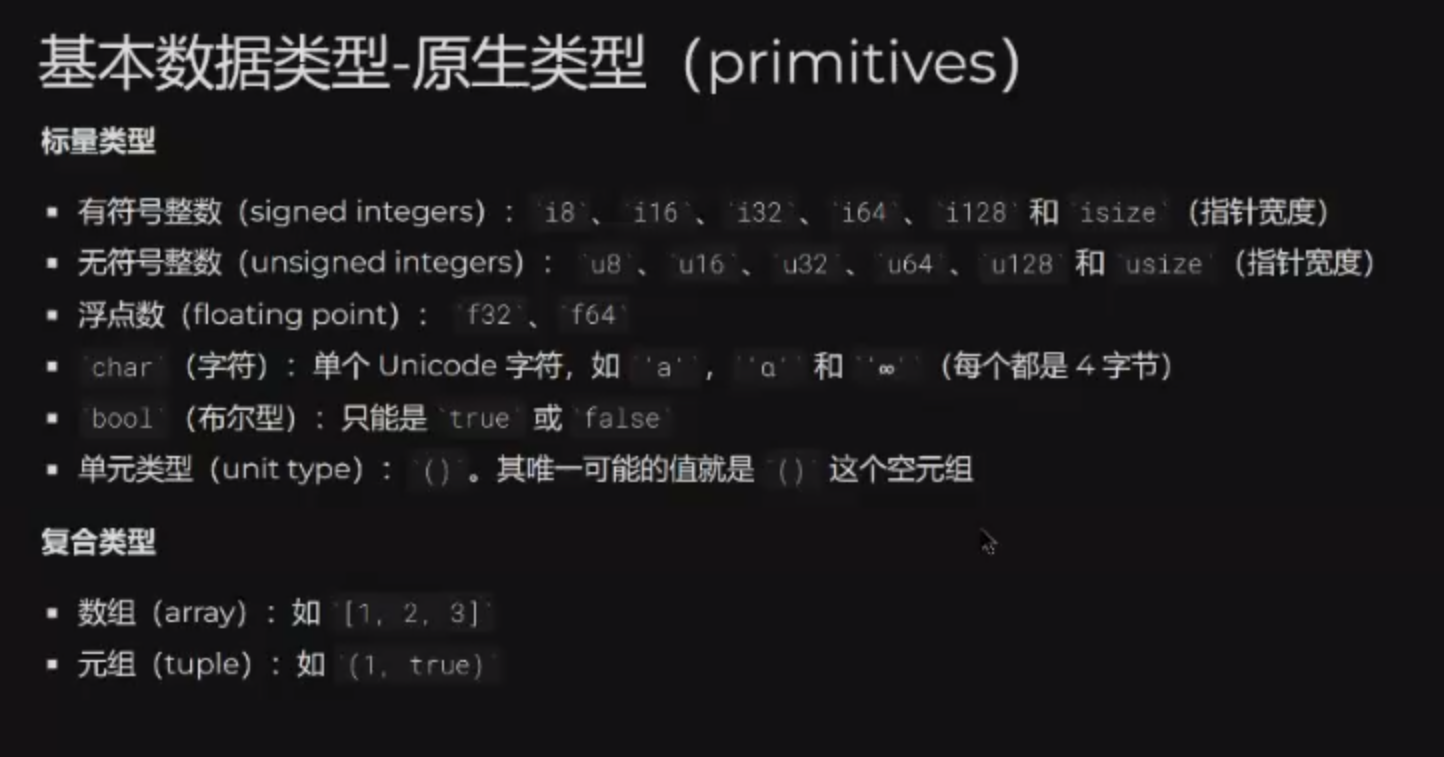 基本数据类型-原生类型（primitives）
标量类型
▪ 有符号整数（signed integers）： `i8`、`i16`、`i32`、`i64`、`i128` 和 `isize`（指针宽度）
▪ 无符号整数（unsigned integers）： `u8`、`u16`、`u32`、`u64`、`u128` 和 `usize`（指针宽度）
▪ 浮点数（floating point）： `f32`、`f64`
▪ `char`（字符）：单个 Unicode 字符，如 `'a'`，`'α'` 和 `'∞'`（每个都是 4 字节）
▪ `bool`（布尔型）：只能是 `true` 或 `false`
▪ 单元类型（unit type）： `()`。其唯一可能的值就是 `()` 这个空元组
复合类型
▪ 数组（array）：如 `[1, 2, 3]`
▪ 元组（tuple）：如 `(1, true)`